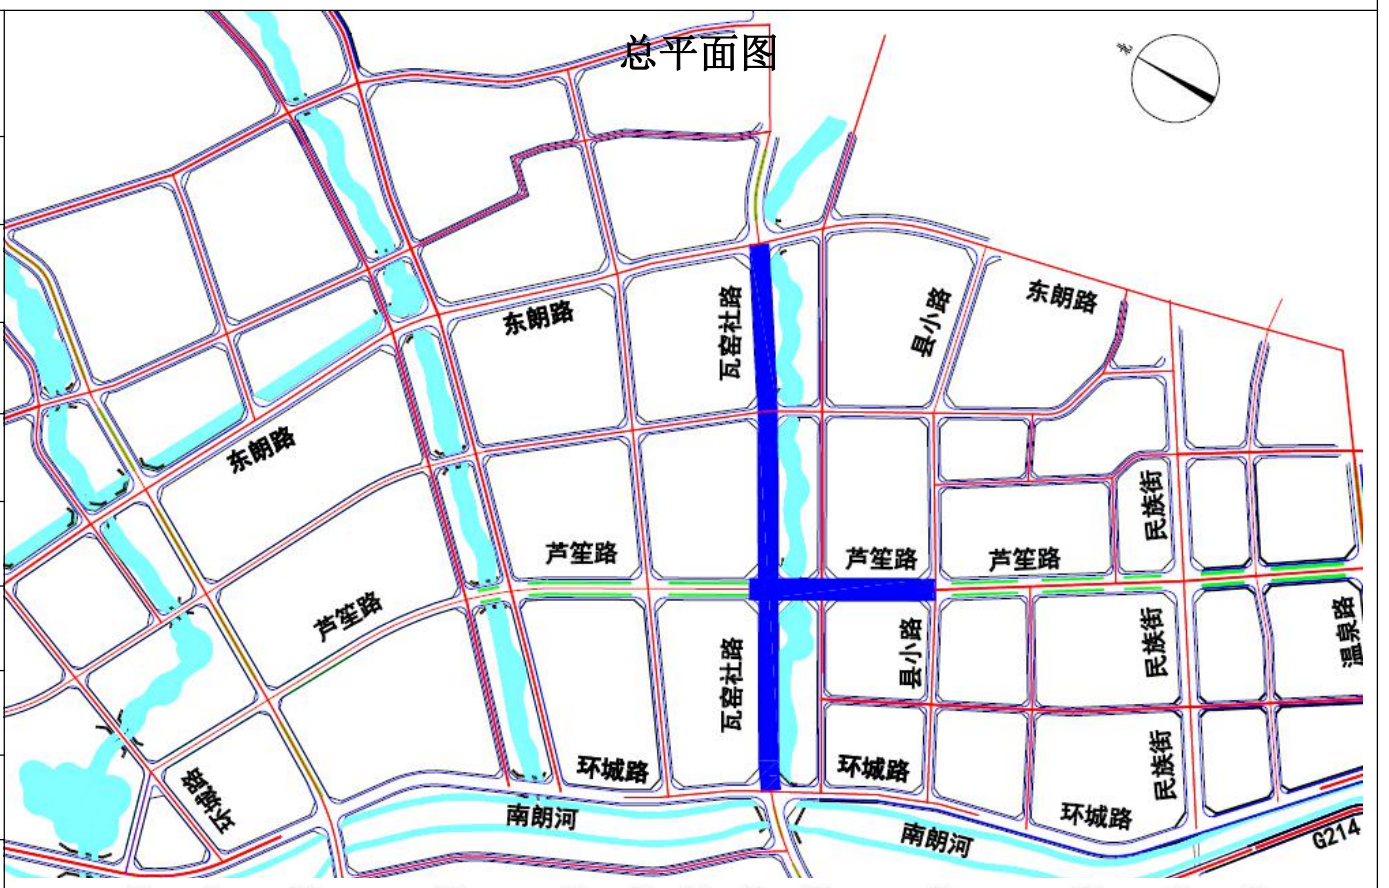 总平面图
北
东朗路
瓦窑社路
县小路
东朗路
东朗路
民族街
芦笙路
芦笙路
芦笙路
芦笙路
瓦窑社路
县小路
民族街
温泉路
环城路
环城路
环城路
民族街
环城路
南朗河
南朗河
G214